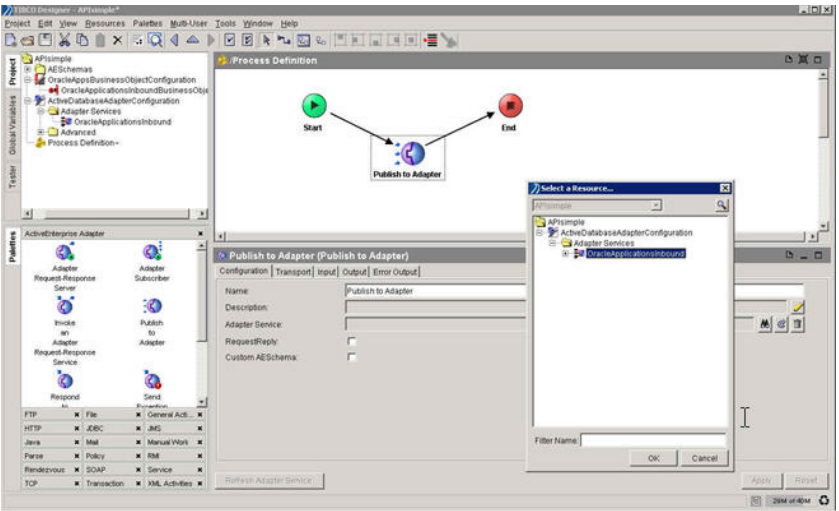 TIBCO Designer - APIsimple*
Project Edit View Resources Palettes Multi-User Tools Window Help
Project
Global Variables
Tester
APIsimple
AESchemas
OracleAppsBusinessObjectConfiguration
OracleApplicationsInboundBusinessObje
ActiveDatabaseAdapterConfiguration
Adapter Services
OracleApplicationsInbound
Advanced
Process Definition~
/Process Definition
Start
Publish to Adapter
End
Palettes
ActiveEnterprise Adapter
Adapter
Request-Response
Server
Adapter
Subscriber
Invoke
an
Adapter
Request-Response
Service
Publish
to
Adapter
Respond
to
Send
Exception
FTP File General Acti...
HTTP JDBC JMS
Java Mail Manual Work
Parse Policy RMI
Rendezvous SOAP Service
TCP Transaction XML Activities
Publish to Adapter (Publish to Adapter)
Configuration Transport Input Output Error Output
Name: Publish to Adapter
Description:
Adapter Service:
RequestReply
Custom AESchema:
Refresh Adapter Service
Apply Reset
Select a Resource...
APIsimple
APIsimple
ActiveDatabaseAdapterConfiguration
Adapter Services
OracleApplicationsInbound
Filter Name:
OK Cancel
28M of 40M